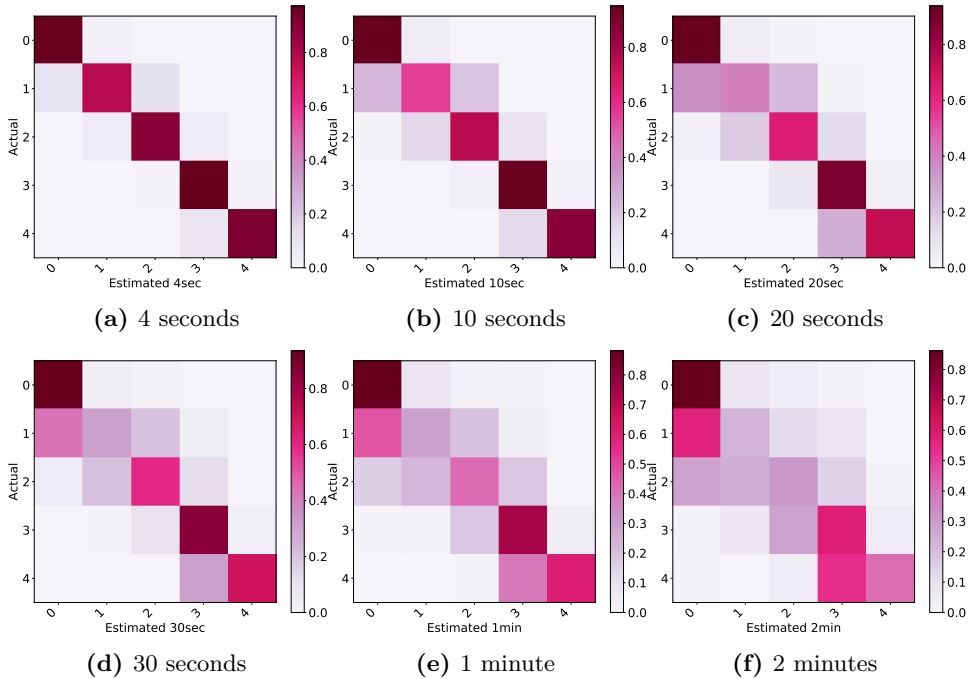 0
1
2
3
4
Actual
0 1 2 3 4
Estimated 4sec
0.8
0.6
0.4
0.2
0.0
(a) 4 seconds
0
1
2
3
4
Actual
0 1 2 3 4
Estimated 10sec
0.8
0.6
0.4
0.2
0.0
(b) 10 seconds
0
1
2
3
4
Actual
0 1 2 3 4
Estimated 20sec
0.8
0.6
0.4
0.2
0.0
(c) 20 seconds
0
1
2
3
4
Actual
0 1 2 3 4
Estimated 30sec
0.8
0.6
0.4
0.2
0.0
(d) 30 seconds
0
1
2
3
4
Actual
0 1 2 3 4
Estimated 1min
0.8
0.7
0.6
0.5
0.4
0.3
0.2
0.1
0.0
(e) 1 minute
0
1
2
3
4
Actual
0 1 2 3 4
Estimated 2min
0.8
0.7
0.6
0.5
0.4
0.3
0.2
0.1
0.0
(f) 2 minutes